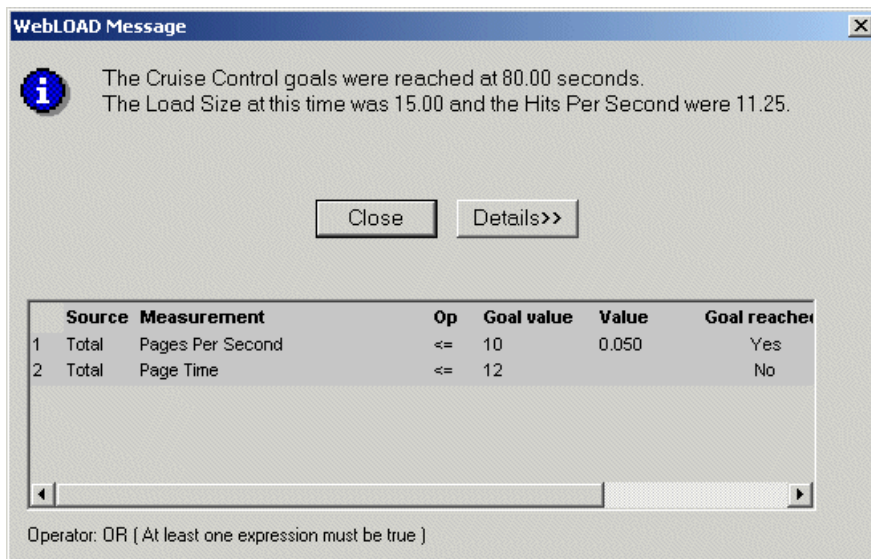 WebLOAD Message
The Cruise Control goals were reached at 80.00 seconds.
The Load Size at this time was 15.00 and the Hits Per Second were 11.25.
Close Details>>
Source Measurement Op Goal value Value Goal reached
1 Total Pages Per Second <= 10 0.050 Yes
2 Total Page Time <= 12 No
Operator: OR ( At least one expression must be true )